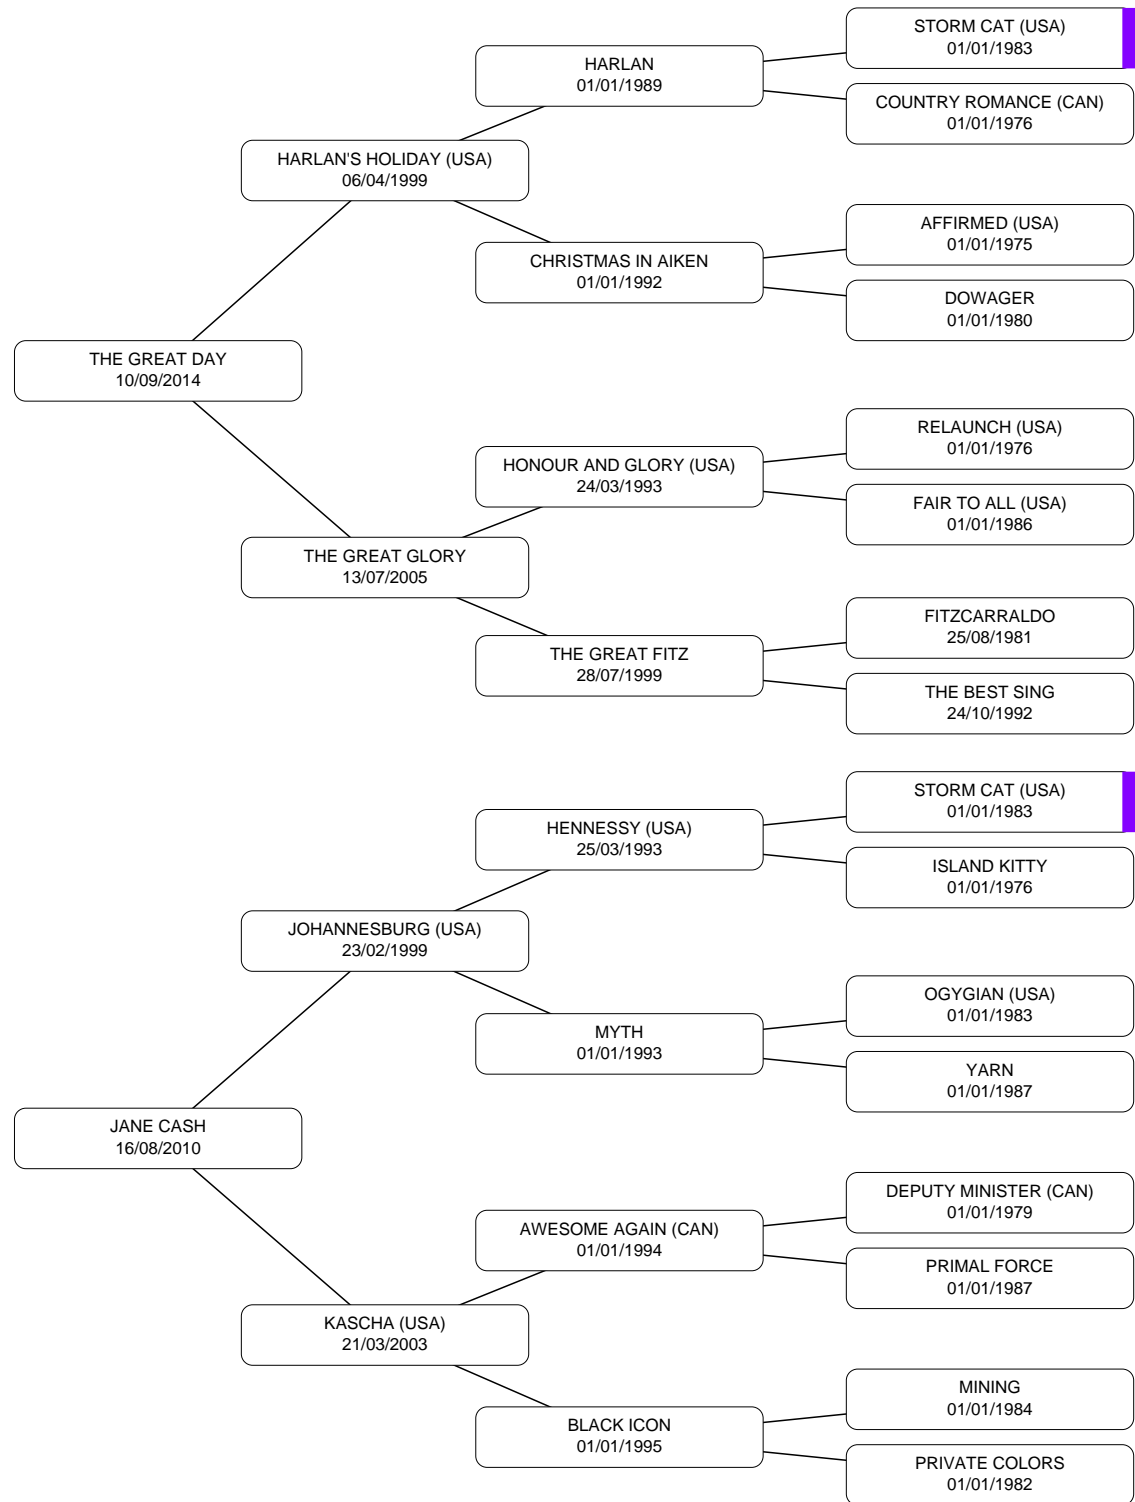 STORM CAT (USA)
01/01/1983
HARLAN
01/01/1989
COUNTRY ROMANCE (CAN)
01/01/1976
HARLAN'S HOLIDAY (USA)
06/04/1999
AFFIRMED (USA)
01/01/1975
CHRISTMAS IN AIKEN
01/01/1992
DOWAGER
01/01/1980
THE GREAT DAY
10/09/2014
RELAUNCH (USA)
01/01/1976
HONOUR AND GLORY (USA)
24/03/1993
FAIR TO ALL (USA)
01/01/1986
THE GREAT GLORY
13/07/2005
FITZCARRALDO
25/08/1981
THE GREAT FITZ
28/07/1999
THE BEST SING
24/10/1992
STORM CAT (USA)
01/01/1983
HENNESSY (USA)
25/03/1993
ISLAND KITTY
01/01/1976
JOHANNESBURG (USA)
23/02/1999
OGYGIAN (USA)
01/01/1983
MYTH
01/01/1993
YARN
01/01/1987
JANE CASH
16/08/2010
DEPUTY MINISTER (CAN)
01/01/1979
AWESOME AGAIN (CAN)
01/01/1994
PRIMAL FORCE
01/01/1987
KASCHA (USA)
21/03/2003
MINING
01/01/1984
BLACK ICON
01/01/1995
PRIVATE COLORS
01/01/1982